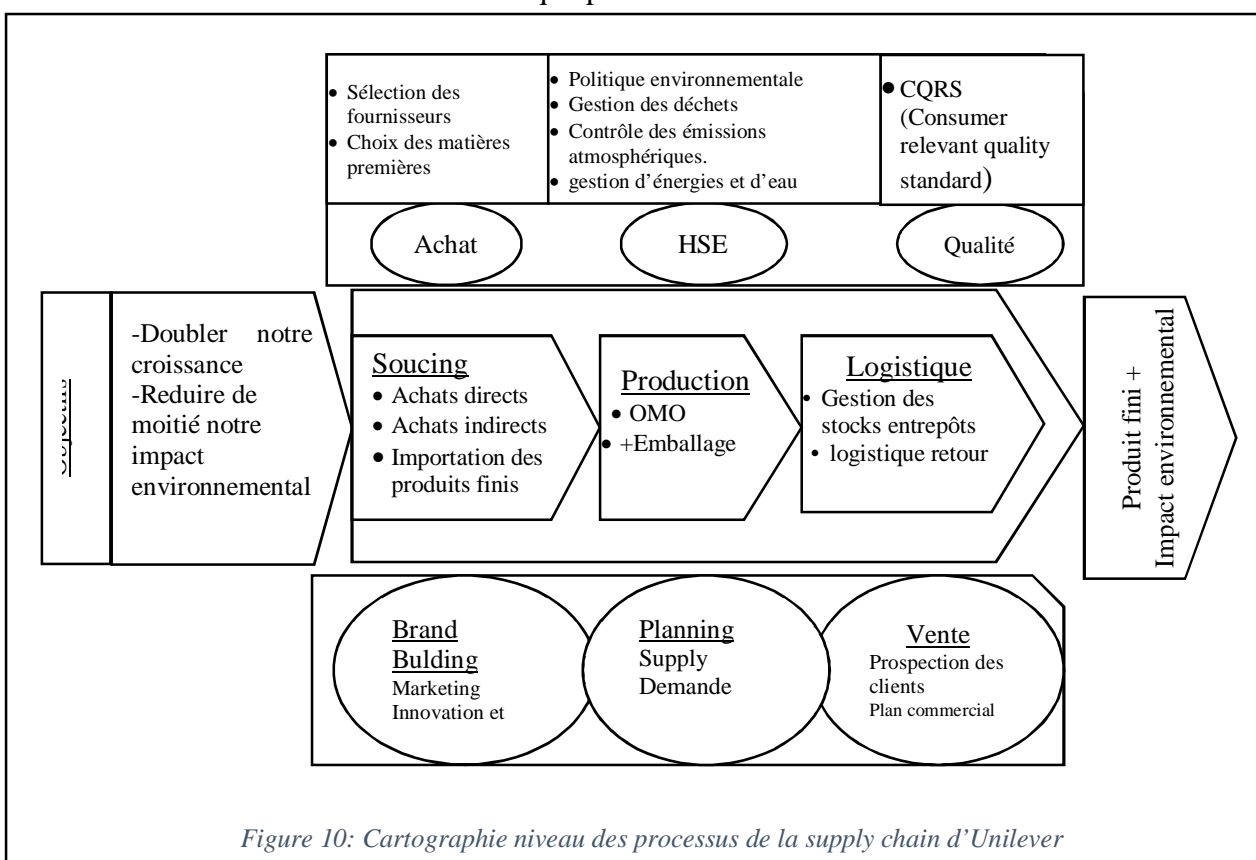 • Sélection des
fournisseurs
• Choix des matières
premières
• Politique environnementale
• Gestion des déchets
• Contrôle des émissions
atmosphériques.
• gestion d’énergies et d’eau
• CQRS
(Consumer
relevant quality
standard)
Achat
HSE
Qualité
-Doubler notre
croissance
-Reduire de
moitié notre
impact
environnemental
Soucing
• Achats directs
• Achats indirects
• Importation des
produits finis
Production
• OMO
• +Emballage
Logistique
• Gestion des
stocks entrepôts
• logistique retour
Produit fini +
Impact environnemental
Brand
Bulding
Marketing
Innovation et
Planning
Supply
Demande
Vente
Prospection des
clients
Plan commercial
Figure 10: Cartographie niveau des processus de la supply chain d’Unilever